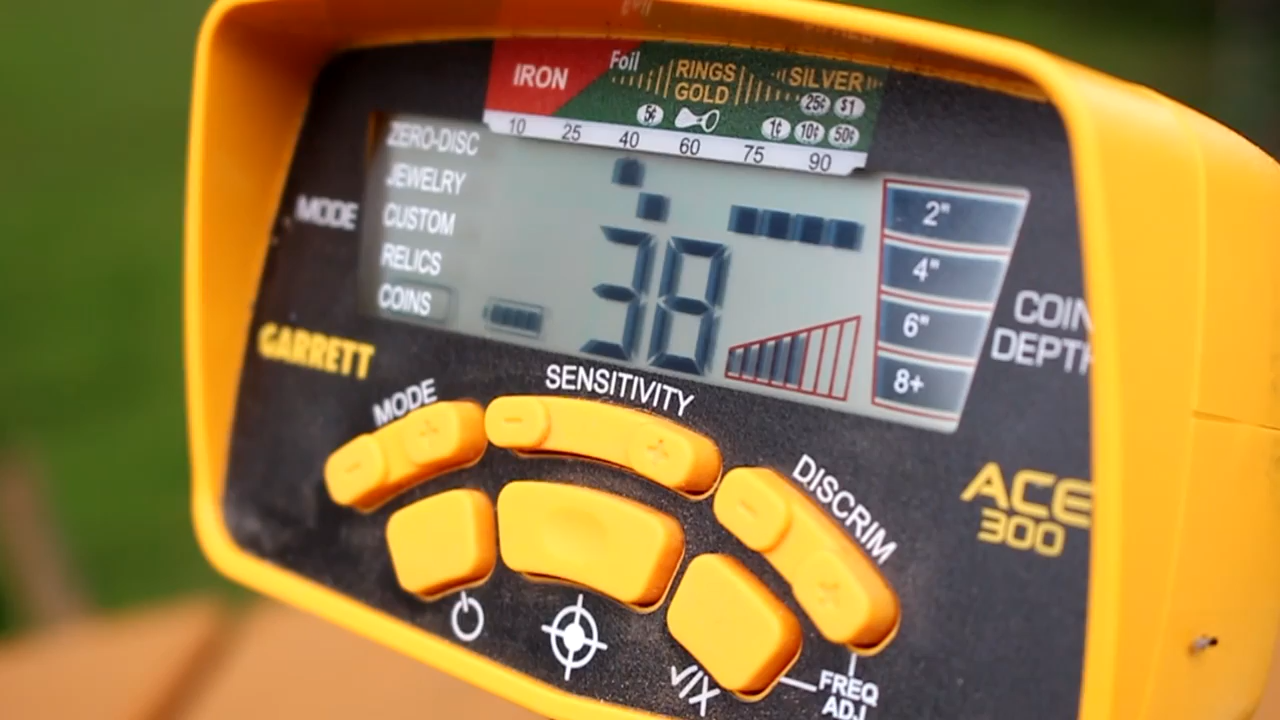 IRON
Foil
RINGS
GOLD
SILVER
5¢
25¢ $1
1¢ 10¢ 50¢
10 25 40 60 75 90
MODE
ZERO-DISC
JEWELRY
CUSTOM
RELICS
COINS
38
2"
4"
6"
8+
COIN
DEPTH
GARRETT
ACE
300
MODE
SENSITIVITY
DISCRIM
- +
- +
- +
√/X
FREQ
ADJ